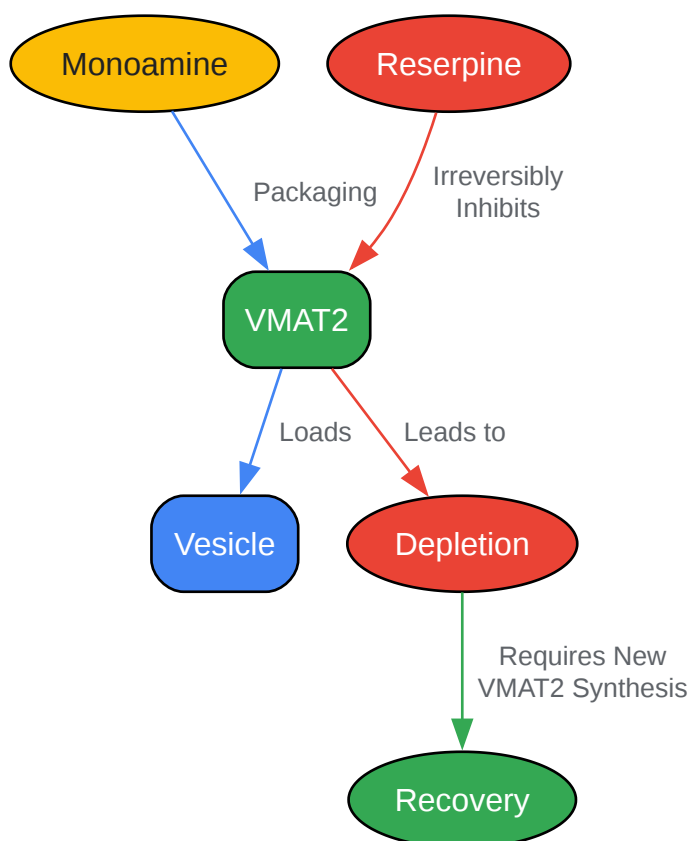 Monoamine
Reserpine
Packaging
Irreversibly
Inhibits
VMAT2
Loads
Leads to
Vesicle
Depletion
Requires New
VMAT2 Synthesis
Recovery